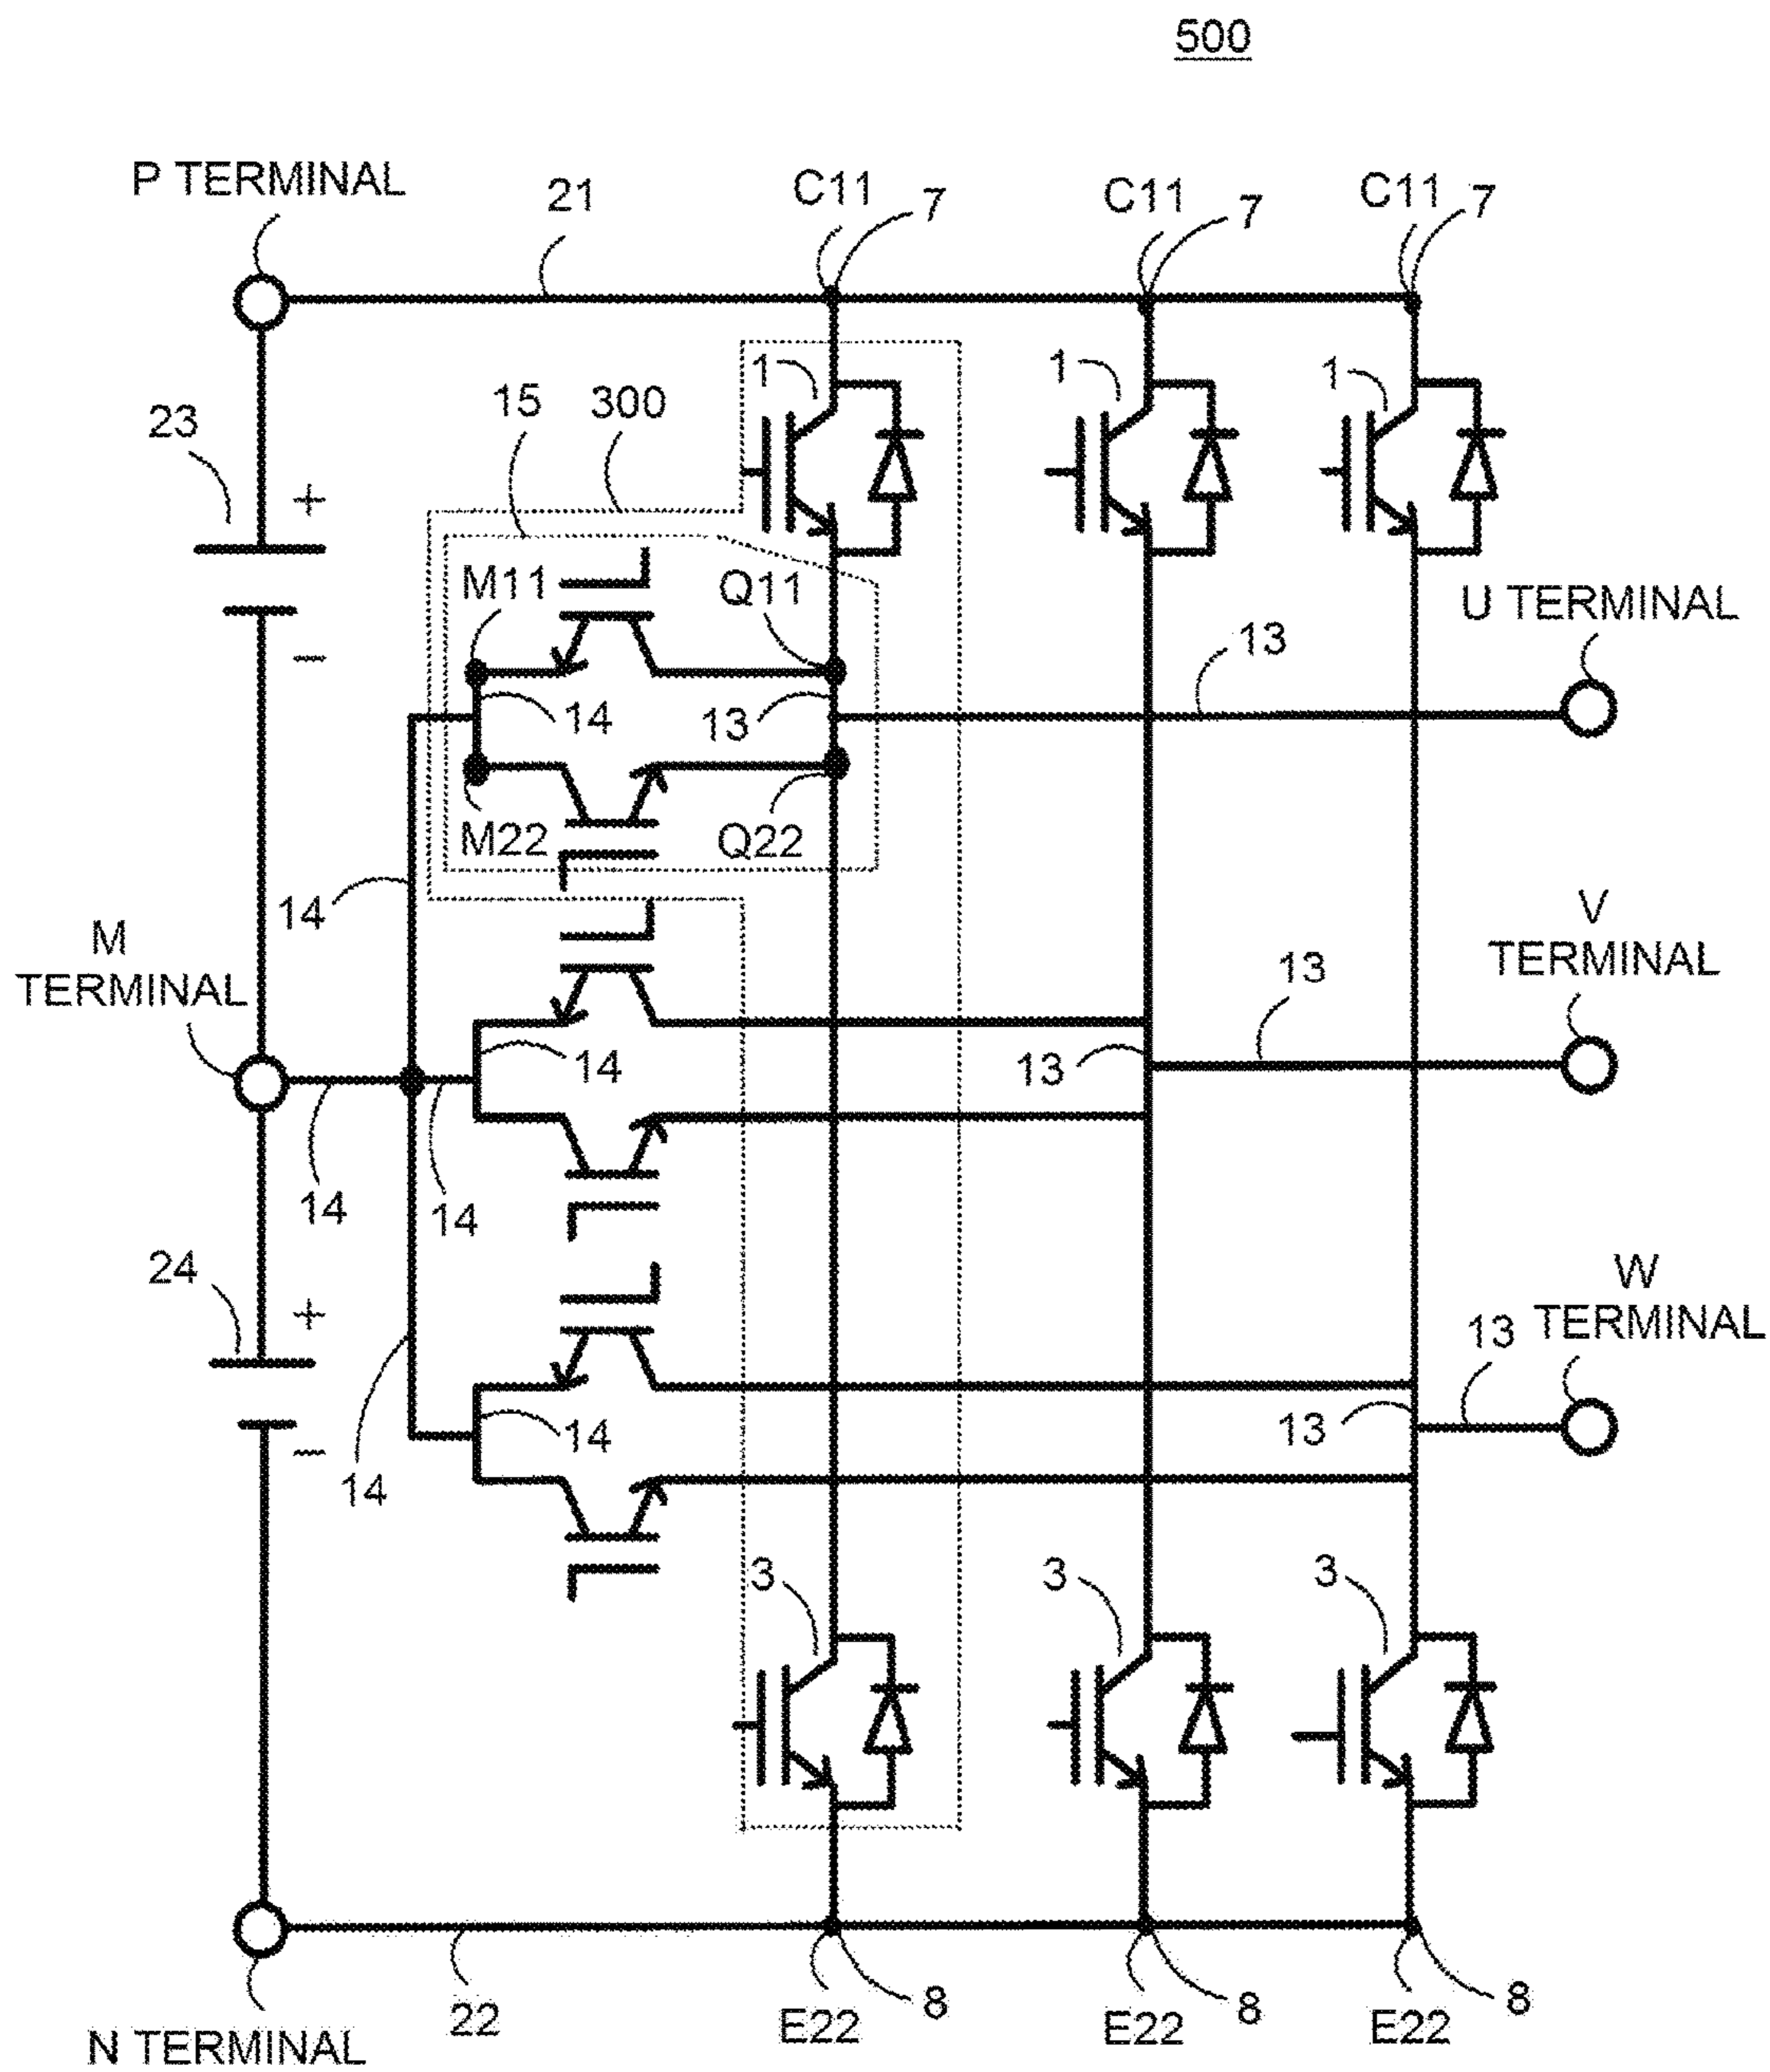 500
P TERMINAL
21
C11
7
C11
7
C11
7
23
+
−
15
300
1
1
1
M11
Q11
14
13
M22
Q22
13
U TERMINAL
14
M
TERMINAL
14
13
13
V
TERMINAL
14
14
24
+
−
14
14
13
13
W
TERMINAL
3
3
3
N TERMINAL
22
E22
8
E22
8
E22
8